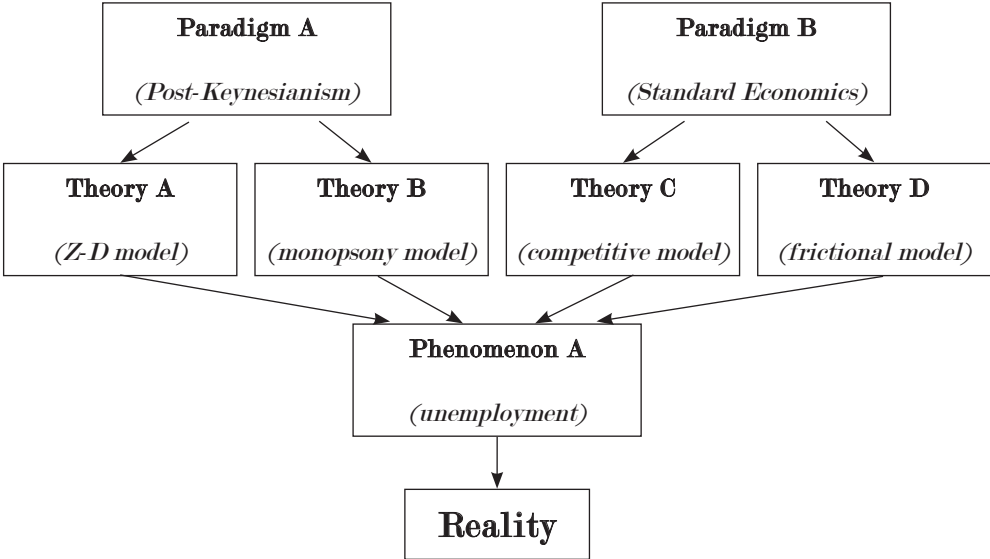 Paradigm A
(Post-Keynesianism)
Paradigm B
(Standard Economics)
Theory A
(Z-D model)
Theory B
(monopsony model)
Theory C
(competitive model)
Theory D
(frictional model)
Phenomenon A
(unemployment)
Reality